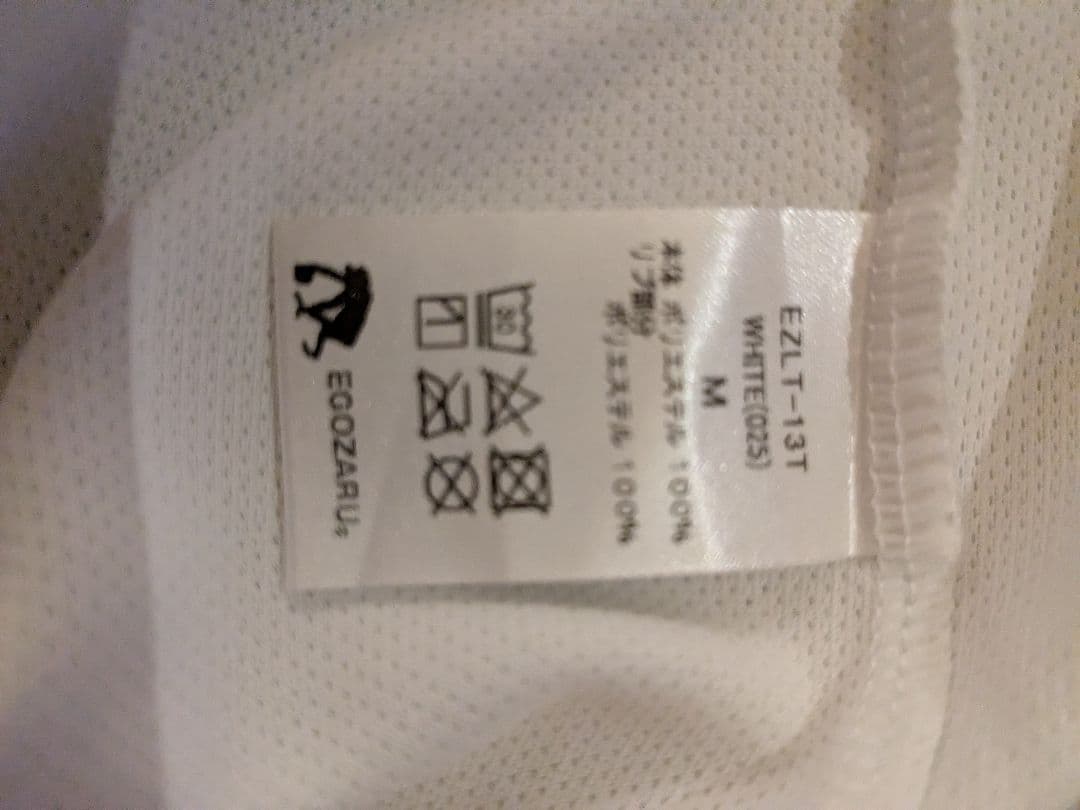 EZLT-13T
WHITE(025)
M
本体 ポリエステル 100%
リブ部分
ポリエステル 100%
30
EGOZARU